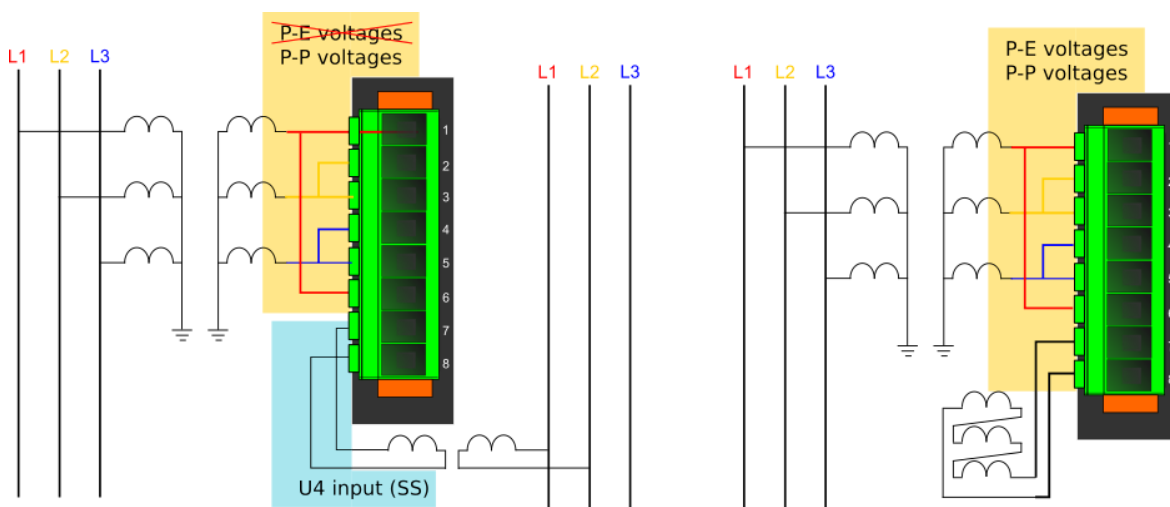 P-E voltages
P-P voltages
L1 L2 L3
1
2
3
4
5
6
7
8
U4 input (SS)
L1 L2 L3
L1 L2 L3
P-E voltages
P-P voltages